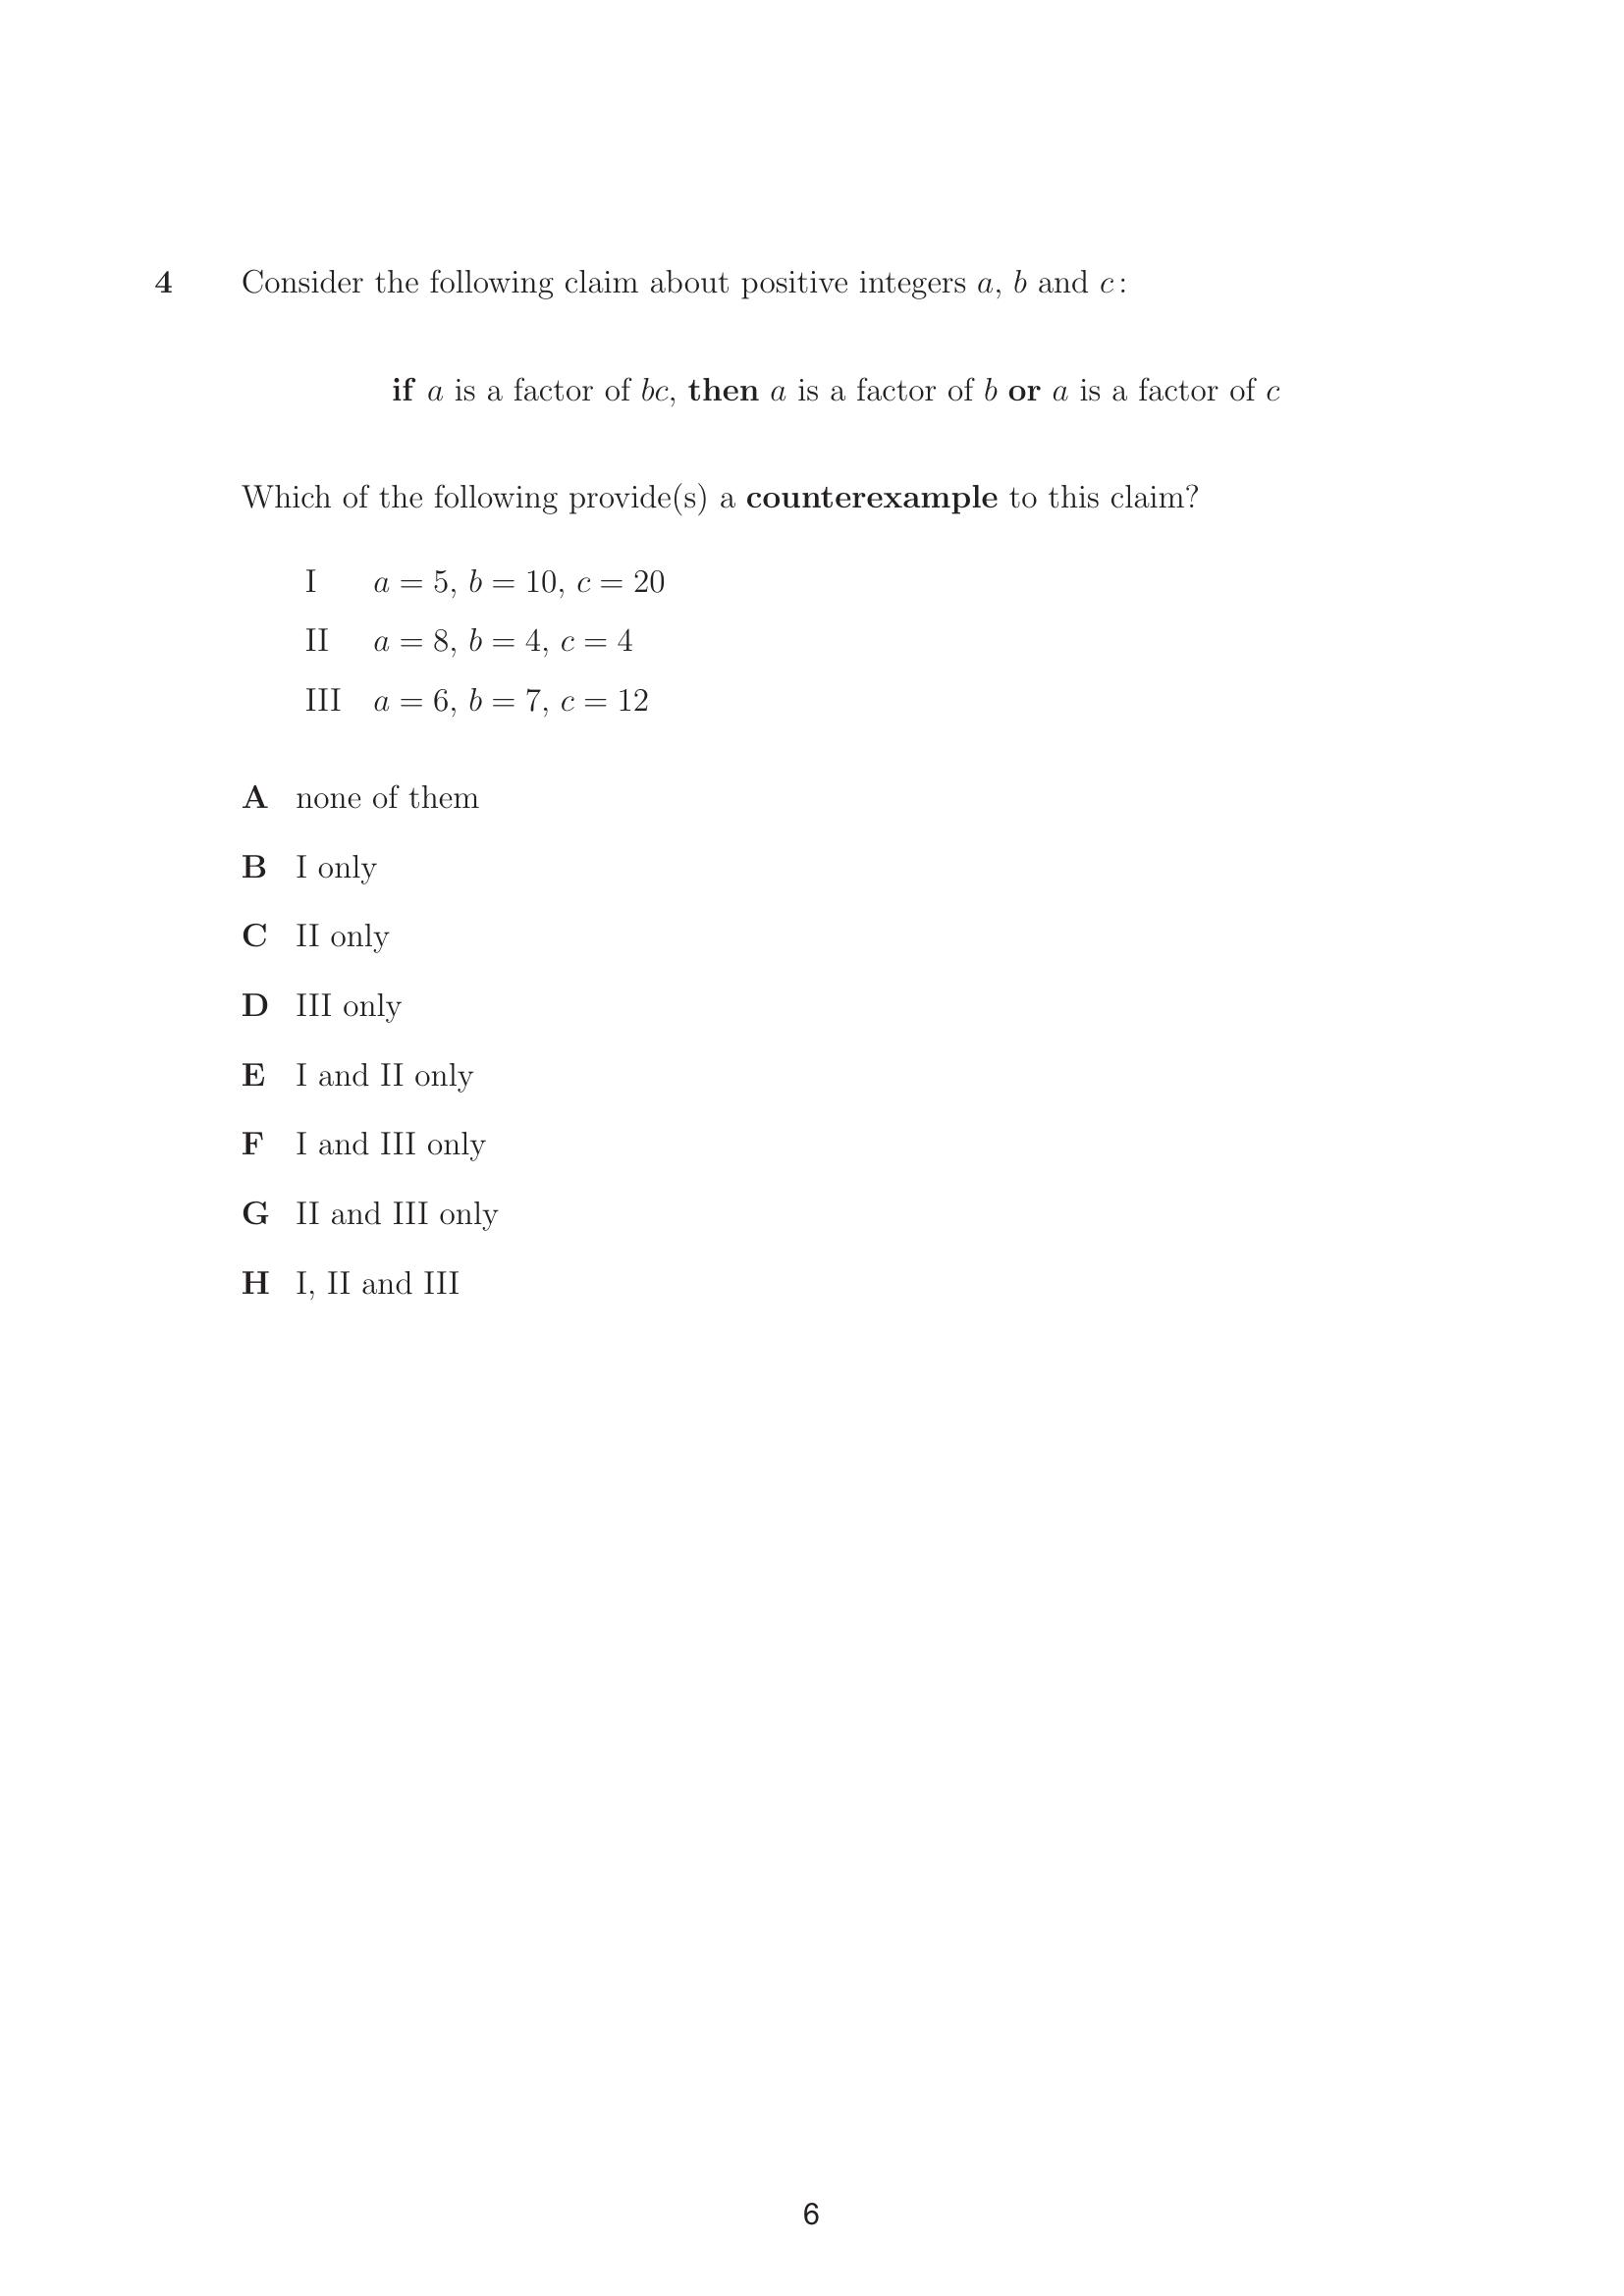 4 Consider the following claim about positive integers a, b and c:
if a is a factor of bc, then a is a factor of b or a is a factor of c
Which of the following provide(s) a counterexample to this claim?
I a = 5, b = 10, c = 20
II a = 8, b = 4, c = 4
III a = 6, b = 7, c = 12
A none of them
B I only
C II only
D III only
E I and II only
F I and III only
G II and III only
H I, II and III
6